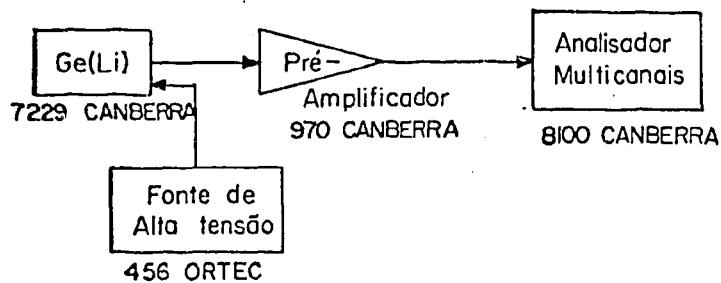 Ge(Li)
7229 CANBERRA
Pré-
Amplificador
970 CANBERRA
Analisador
Multicanais
8100 CANBERRA
Fonte de
Alta tensão
456 ORTEC